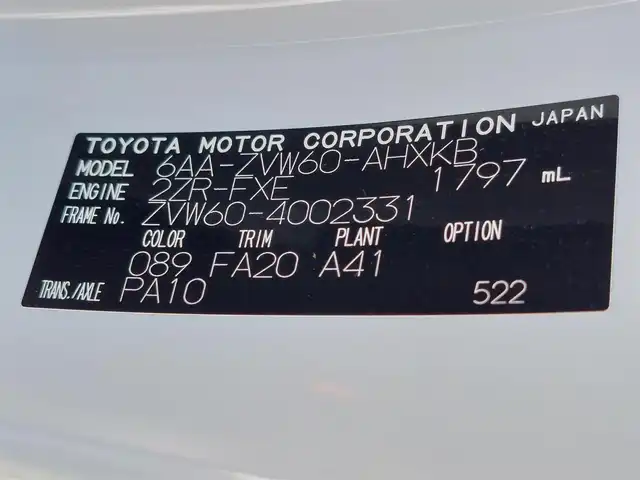 TOYOTA MOTOR CORPORATION JAPAN
MODEL 6AA-ZVW60-AHXKB
ENGINE 2ZR-FXE 1797 mL
FRAME No. ZVW60-4002331
COLOR TRIM PLANT OPTION
089 FA20 A41
TRANS./AXLE PA10 522